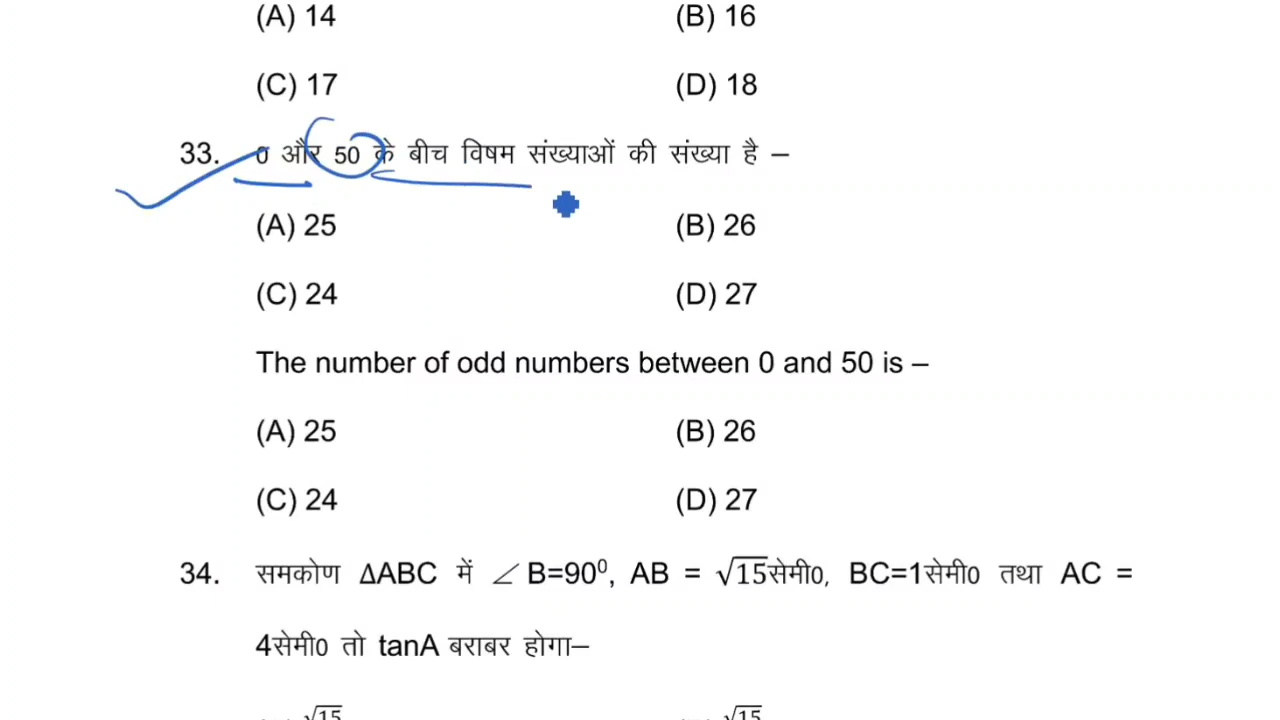 (A) 14 (B) 16
(C) 17 (D) 18
33. 0 और 50 के बीच विषम संख्याओं की संख्या है –
(A) 25 (B) 26
(C) 24 (D) 27
The number of odd numbers between 0 and 50 is –
(A) 25 (B) 26
(C) 24 (D) 27
34. समकोण ΔABC में ∠B=90⁰, AB = √15सेमी0, BC=1सेमी0 तथा AC =
4सेमी0 तो tanA बराबर होगा–
√15 √15